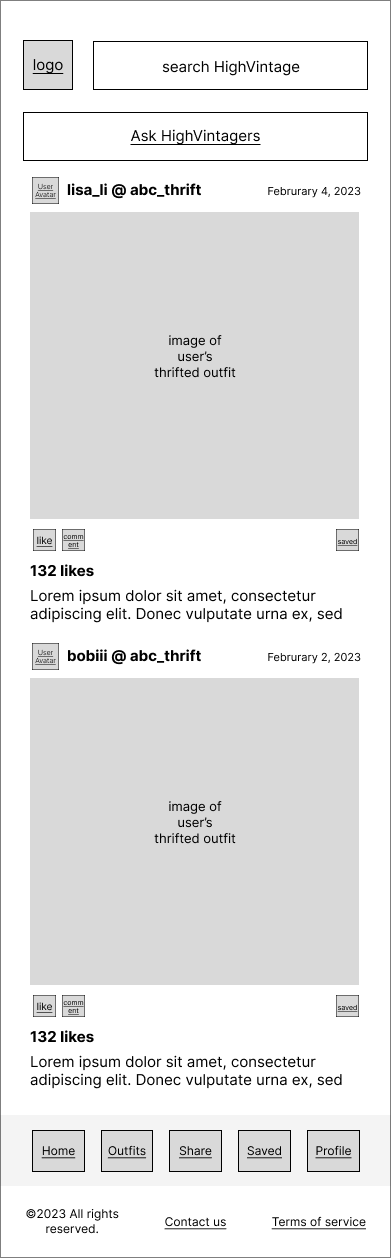 logo
search HighVintage
Ask HighVintagers
User
Avatar
lisa_li @ abc_thrift
Februrary 4, 2023
image of
user's
thrifted outfit
like
comm
ent
saved
132 likes
Lorem ipsum dolor sit amet, consectetur
adipiscing elit. Donec vulputate urna ex, sed
User
Avatar
bobiii @ abc_thrift
Februrary 2, 2023
image of
user's
thrifted outfit
like
comm
ent
saved
132 likes
Lorem ipsum dolor sit amet, consectetur
adipiscing elit. Donec vulputate urna ex, sed
Home
Outfits
Share
Saved
Profile
©2023 All rights
reserved.
Contact us
Terms of service